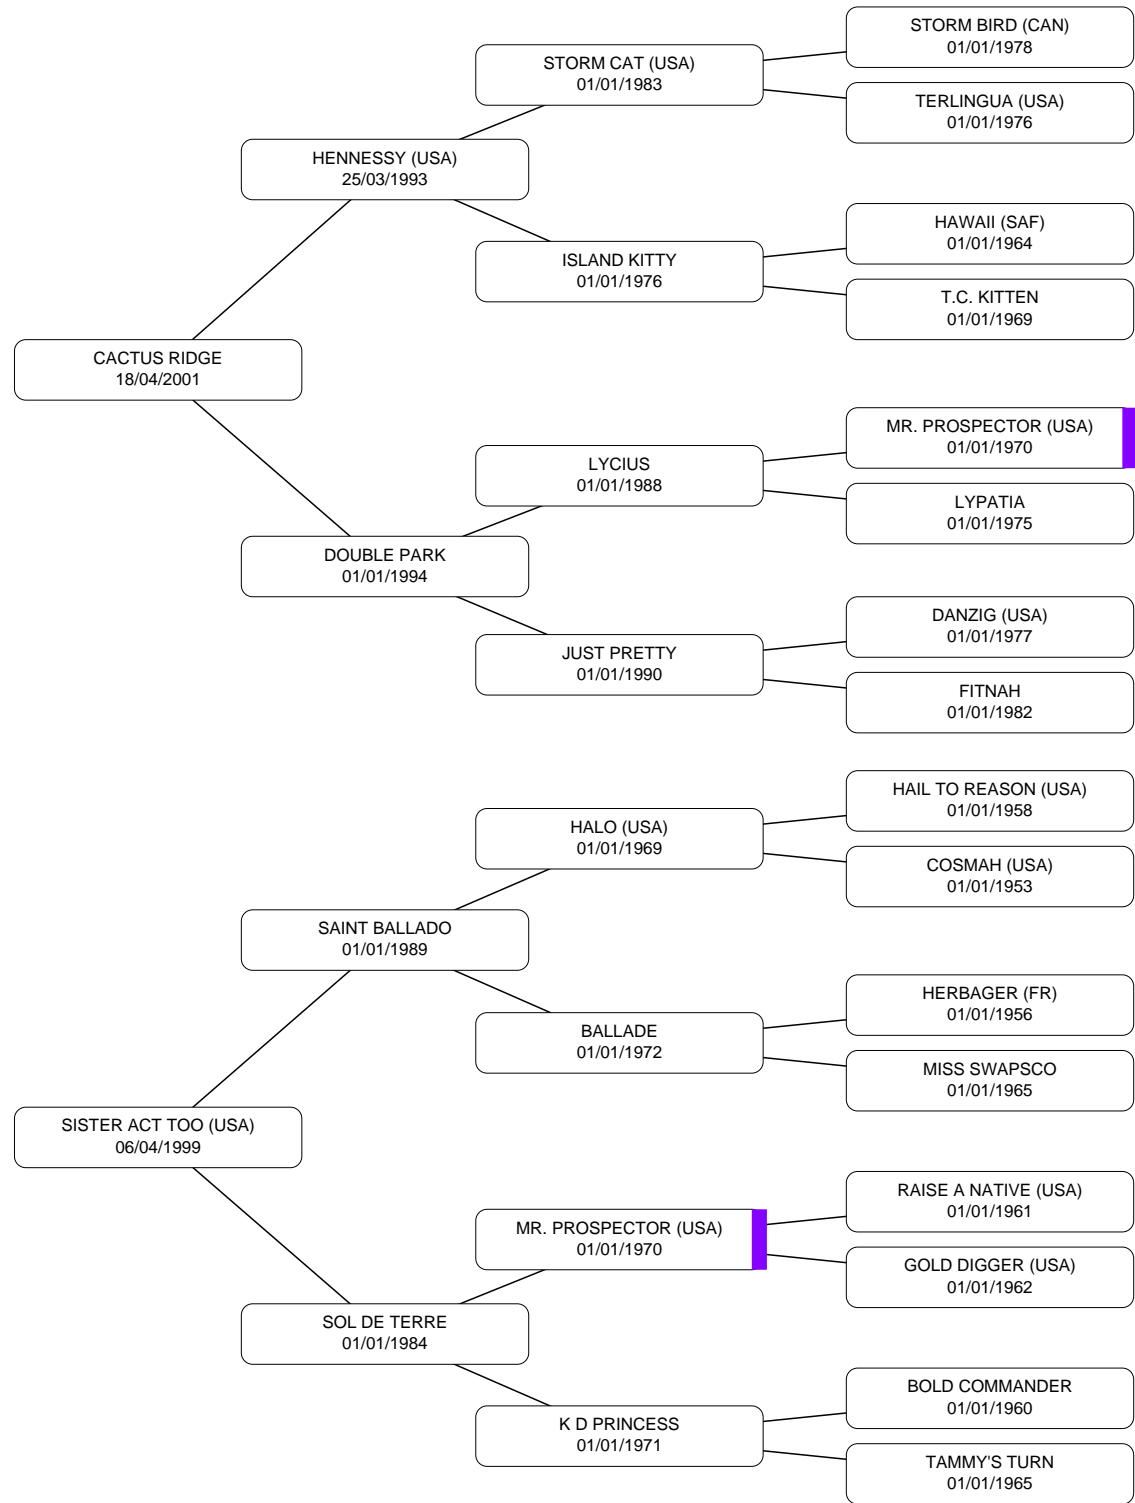 STORM BIRD (CAN)
01/01/1978
STORM CAT (USA)
01/01/1983
TERLINGUA (USA)
01/01/1976
HENNESSY (USA)
25/03/1993
HAWAII (SAF)
01/01/1964
ISLAND KITTY
01/01/1976
T.C. KITTEN
01/01/1969
CACTUS RIDGE
18/04/2001
MR. PROSPECTOR (USA)
01/01/1970
LYCIUS
01/01/1988
LYPATIA
01/01/1975
DOUBLE PARK
01/01/1994
DANZIG (USA)
01/01/1977
JUST PRETTY
01/01/1990
FITNAH
01/01/1982
HAIL TO REASON (USA)
01/01/1958
HALO (USA)
01/01/1969
COSMAH (USA)
01/01/1953
SAINT BALLADO
01/01/1989
HERBAGER (FR)
01/01/1956
BALLADE
01/01/1972
MISS SWAPSCO
01/01/1965
SISTER ACT TOO (USA)
06/04/1999
RAISE A NATIVE (USA)
01/01/1961
MR. PROSPECTOR (USA)
01/01/1970
GOLD DIGGER (USA)
01/01/1962
SOL DE TERRE
01/01/1984
BOLD COMMANDER
01/01/1960
K D PRINCESS
01/01/1971
TAMMY'S TURN
01/01/1965